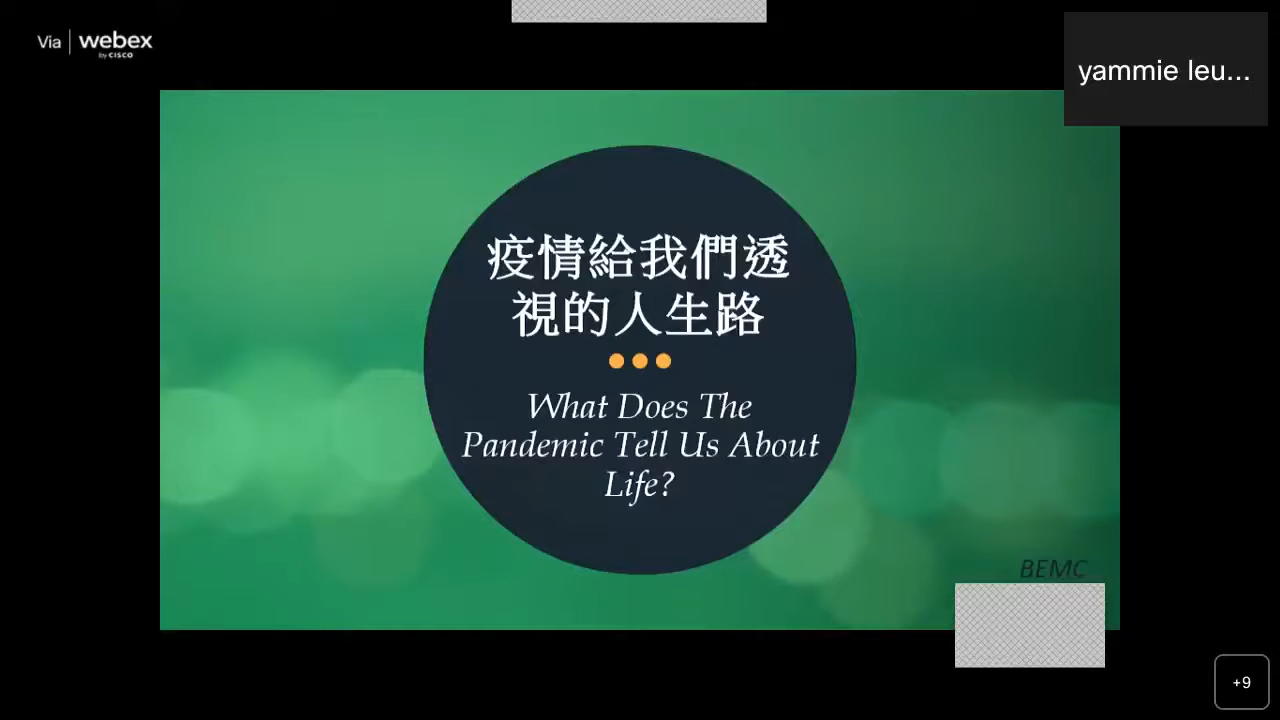 Via | webex
by CISCO
yammie leu...
疫情給我們透
視的人生路
What Does The
Pandemic Tell Us About
Life?
BEMC
+9